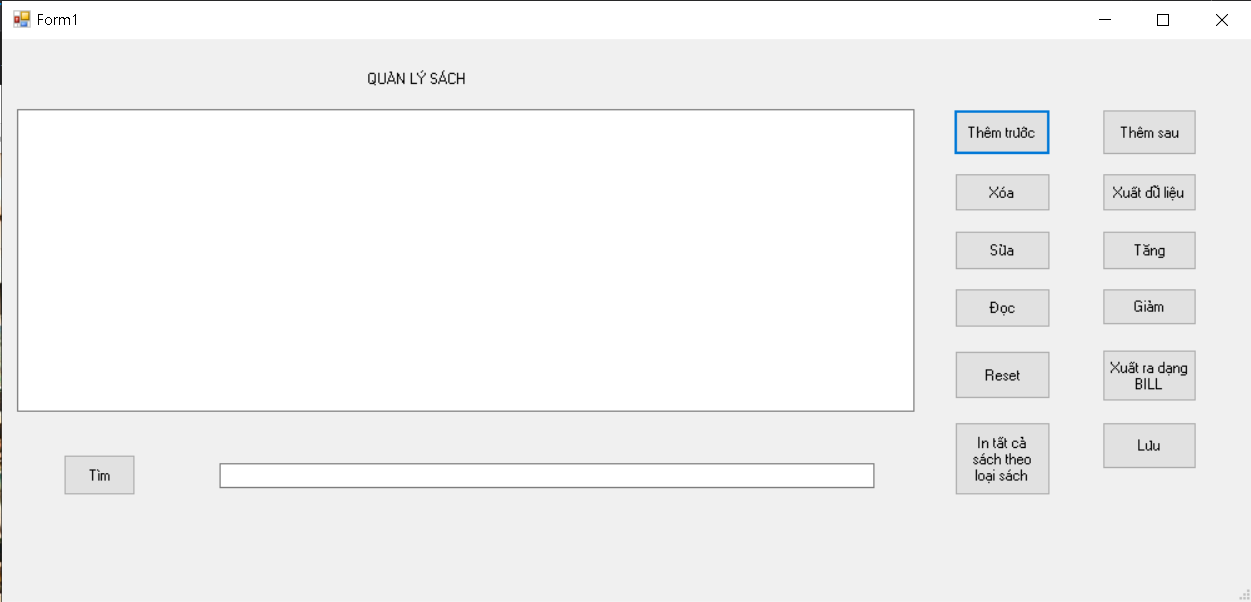 Form1
QUẢN LÝ SÁCH
Thêm trước
Thêm sau
Xóa
Xuất dữ liệu
Sửa
Tăng
Đọc
Giảm
Reset
Xuất ra dạng
BILL
In tất cả
sách theo
loại sách
Lưu
Tìm